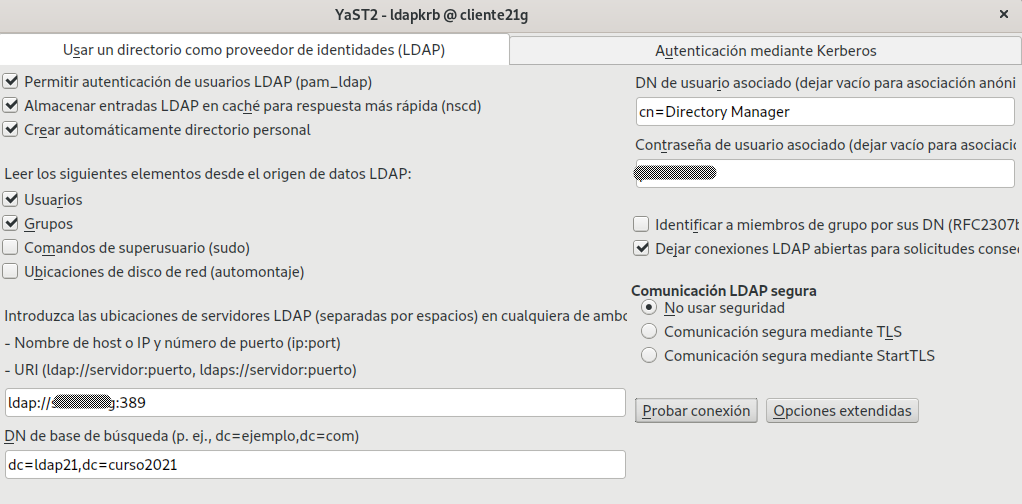 YaST2 - ldapkrb @ cliente21g
Usar un directorio como proveedor de identidades (LDAP)
Autenticación mediante Kerberos
Permitir autenticación de usuarios LDAP (pam_ldap)
Almacenar entradas LDAP en caché para respuesta más rápida (nscd)
Crear automáticamente directorio personal
Leer los siguientes elementos desde el origen de datos LDAP:
Usuarios
Grupos
Comandos de superusuario (sudo)
Ubicaciones de disco de red (automontaje)
Introduzca las ubicaciones de servidores LDAP (separadas por espacios) en cualquiera de ambo
- Nombre de host o IP y número de puerto (ip:port)
- URI (ldap://servidor:puerto, ldaps://servidor:puerto)
ldap://s g:389
DN de base de búsqueda (p. ej., dc=ejemplo,dc=com)
dc=ldap21,dc=curso2021
DN de usuario asociado (dejar vacío para asociación anóni
cn=Directory Manager
Contraseña de usuario asociado (dejar vacío para asociació
Identificar a miembros de grupo por sus DN (RFC2307b
Dejar conexiones LDAP abiertas para solicitudes consec
Comunicación LDAP segura
No usar seguridad
Comunicación segura mediante TLS
Comunicación segura mediante StartTLS
Probar conexión
Opciones extendidas